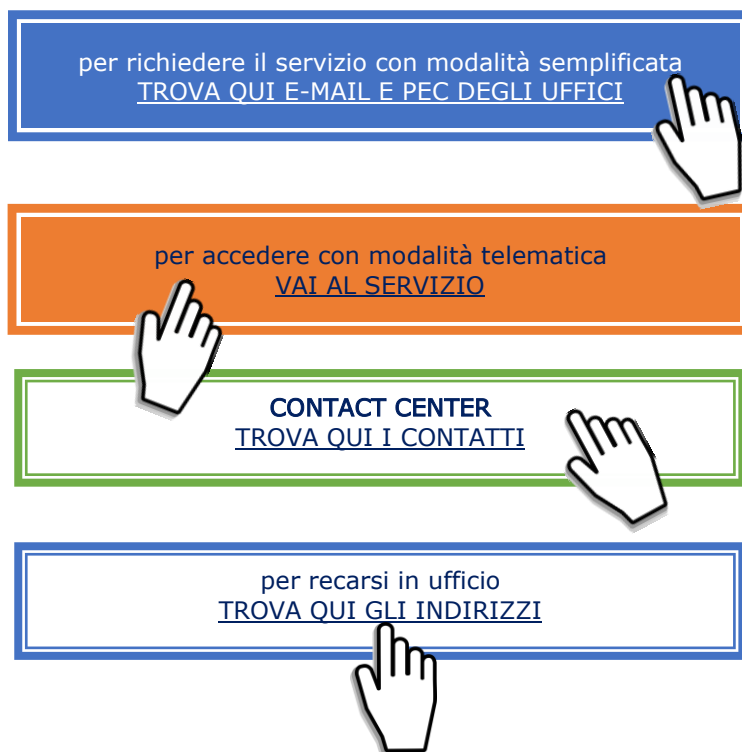 per richiedere il servizio con modalità semplificata
TROVA QUI E-MAIL E PEC DEGLI UFFICI
per accedere con modalità telematica
VAI AL SERVIZIO
CONTACT CENTER
TROVA QUI I CONTATTI
per recarsi in ufficio
TROVA QUI GLI INDIRIZZI